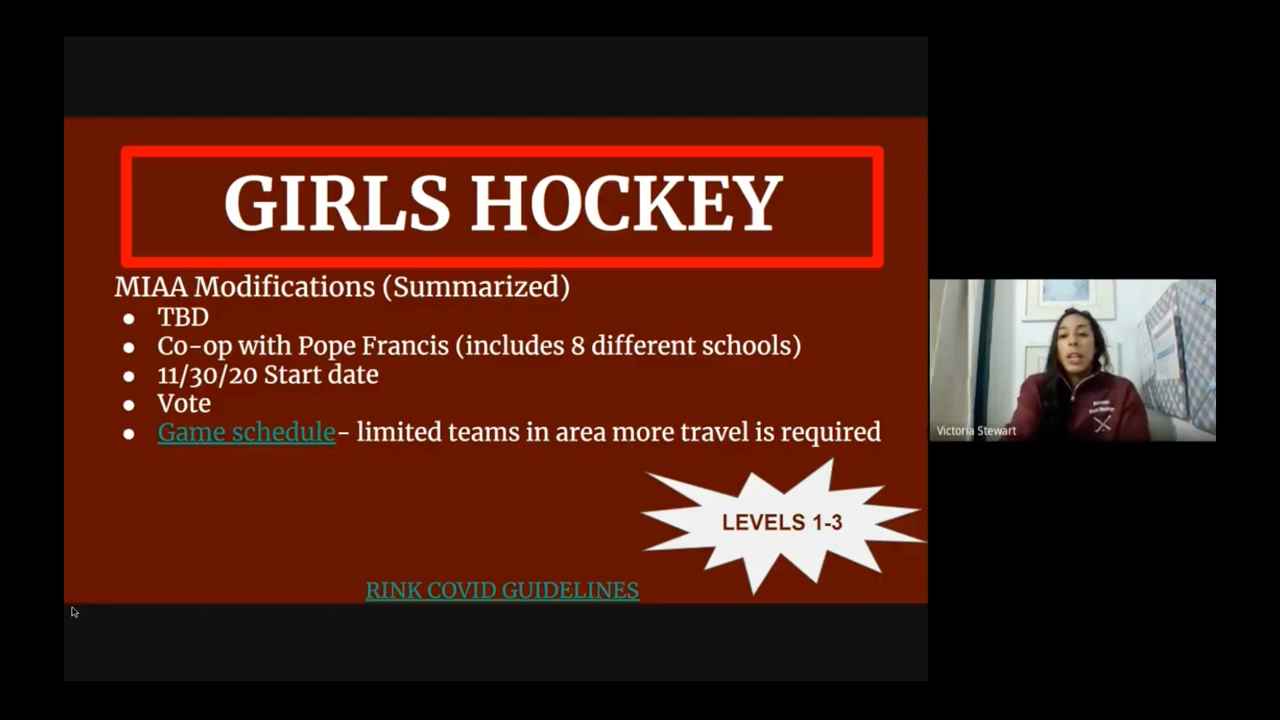 GIRLS HOCKEY
MIAA Modifications (Summarized)
● TBD
● Co-op with Pope Francis (includes 8 different schools)
● 11/30/20 Start date
● Vote
● Game schedule- limited teams in area more travel is required
LEVELS 1-3
RINK COVID GUIDELINES
Victoria Stewart